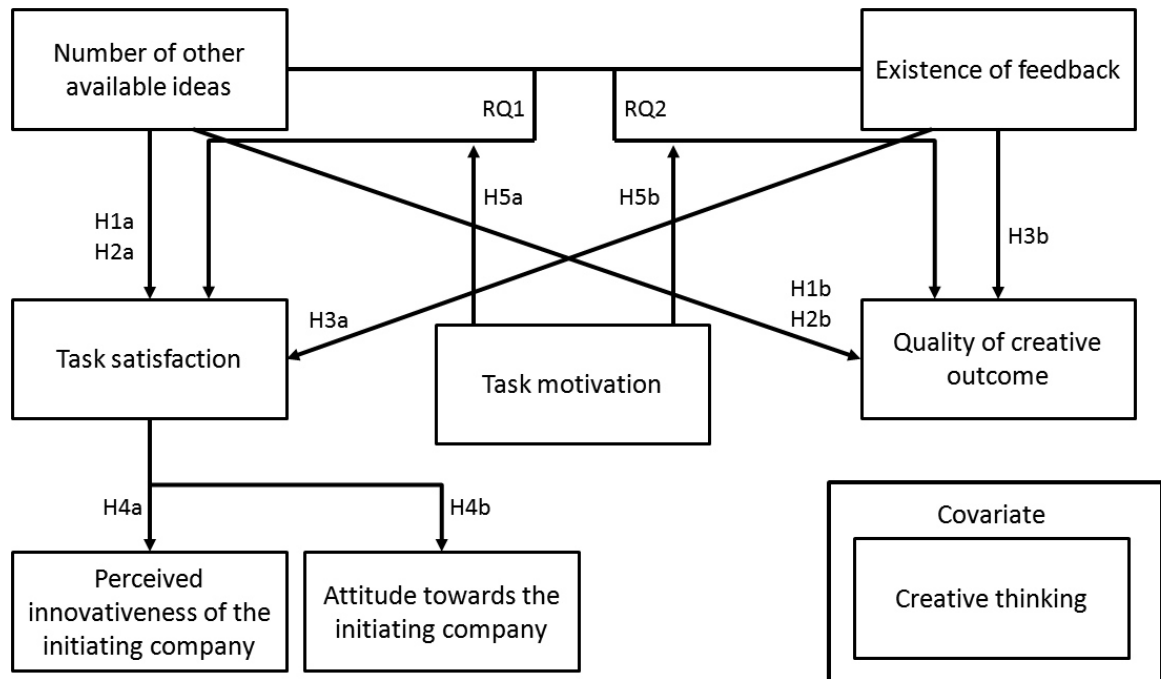 Number of other
available ideas
Existence of feedback
RQ1
RQ2
H5a
H5b
H1a
H2a
H3b
H3a
H1b
H2b
Task satisfaction
Task motivation
Quality of creative
outcome
H4a
H4b
Perceived
innovativeness of the
initiating company
Attitude towards the
initiating company
Covariate
Creative thinking